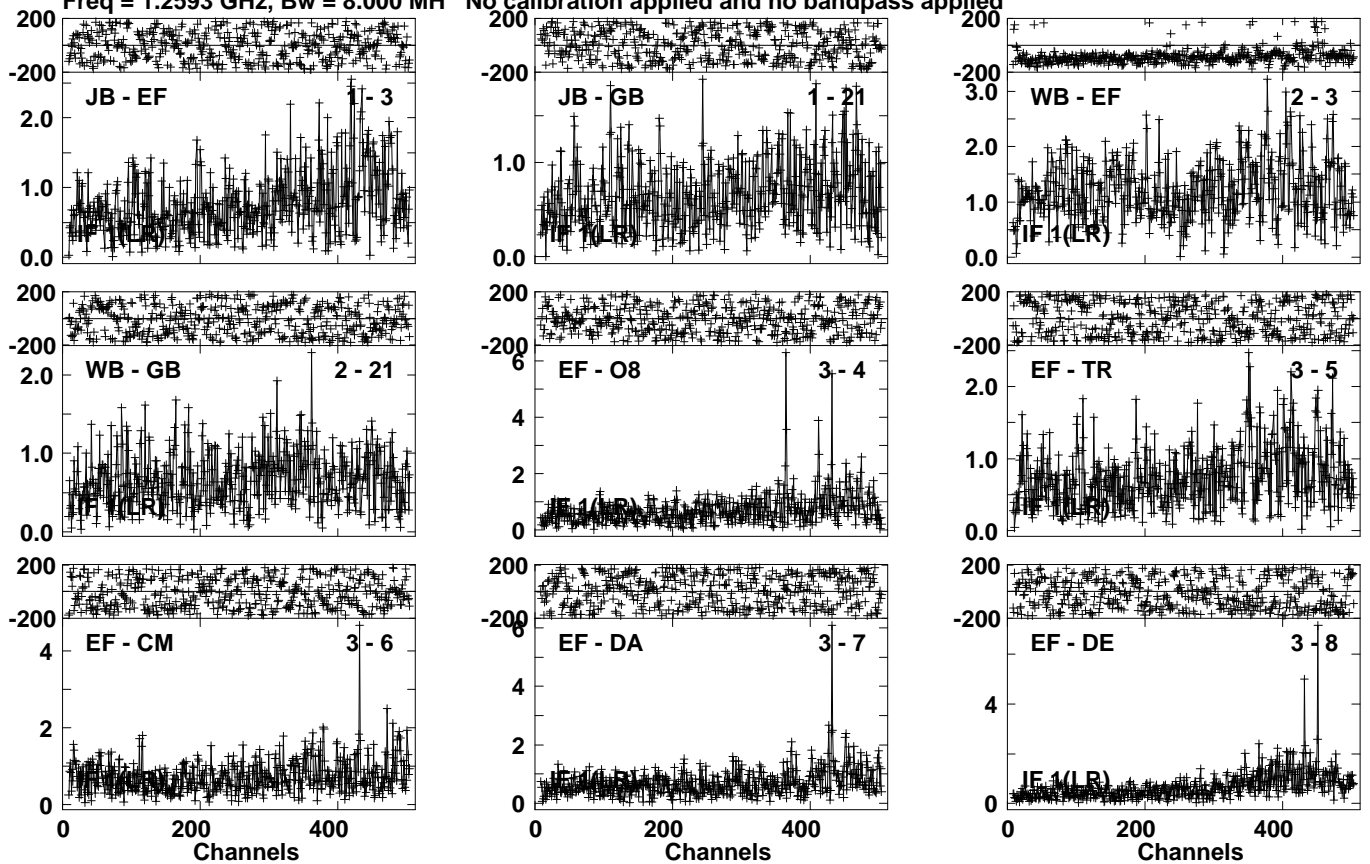 Freq = 1.2593 GHz, Bw = 8.000 MH No calibration applied and no bandpass applied
200
-200
JB - EF 1 - 3
2.0
1.0
0.0
IF 1(LR)
JB - GB 1 - 21
1.0
0.0
IF 1(LR)
200
-200
WB - EF 2 - 3
3.0
2.0
1.0
0.0
IF 1(LR)
200
-200
WB - GB 2 - 21
2.0
1.0
0.0
IF 1(LR)
200
-200
EF - O8 3 - 4
6
4
2
0
IF 1(LR)
200
-200
EF - TR 3 - 5
2.0
1.0
0.0
IF 1(LR)
200
-200
EF - CM 3 - 6
4
2
0
IF 1(LR)
0 200 400
Channels
200
-200
EF - DA 3 - 7
6
4
2
0
IF 1(LR)
0 200 400
Channels
200
-200
EF - DE 3 - 8
4
0
IF 1(LR)
0 200 400
Channels